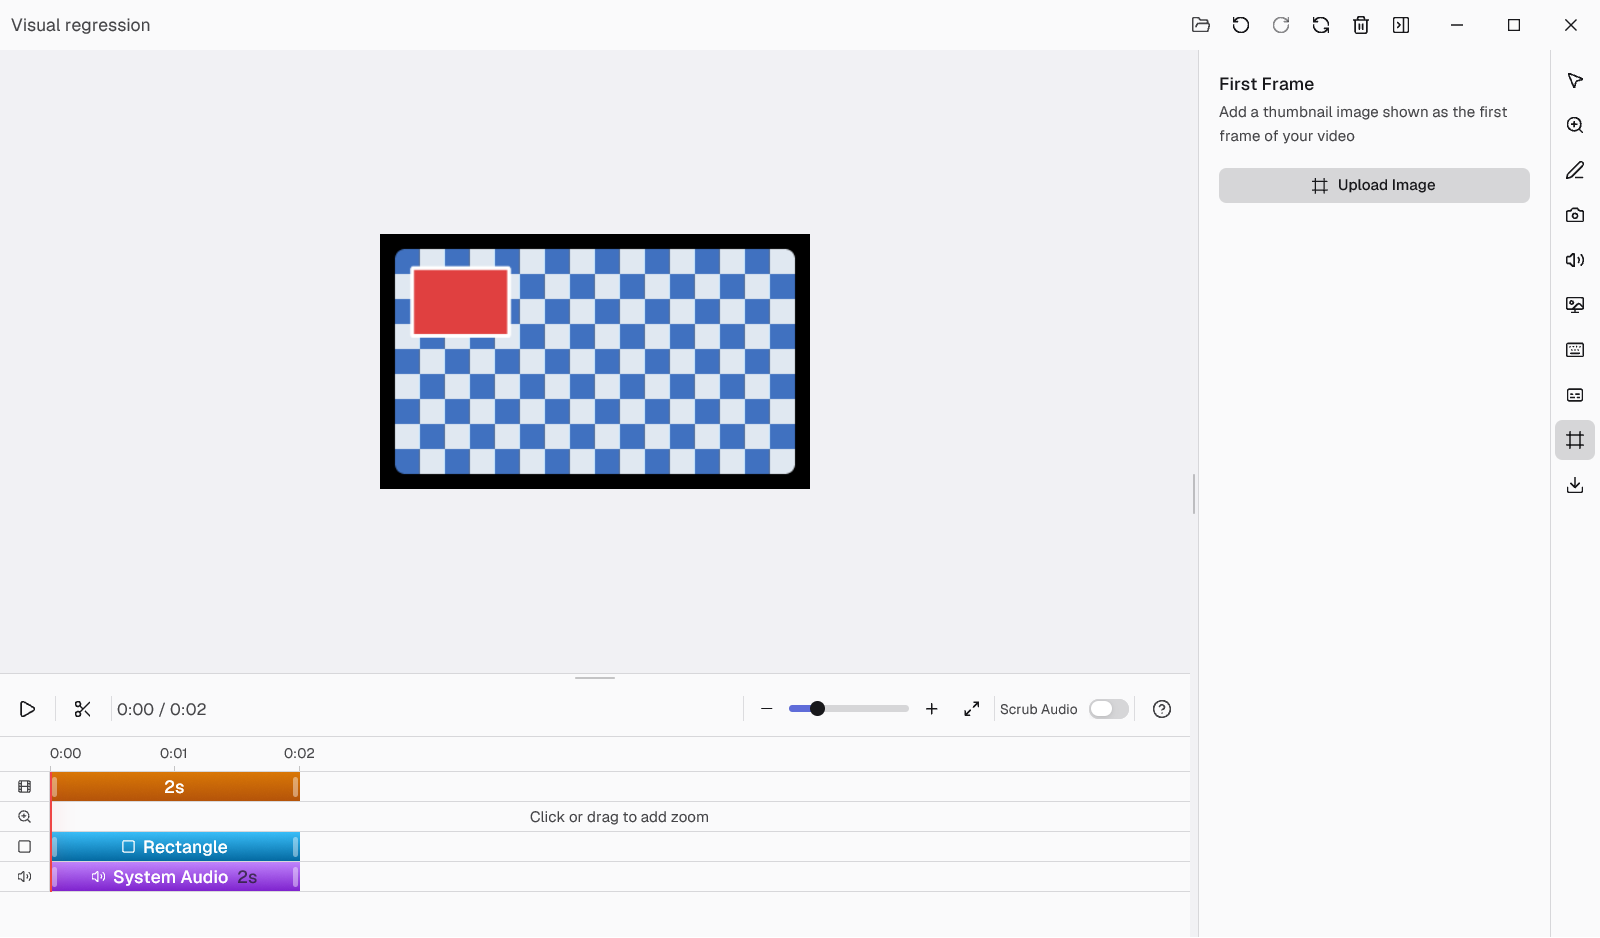 Visual regression
First Frame
Add a thumbnail image shown as the first
frame of your video
Upload Image
0:00 / 0:02
Scrub Audio
0:00
0:01
0:02
2s
Click or drag to add zoom
Rectangle
System Audio 2s